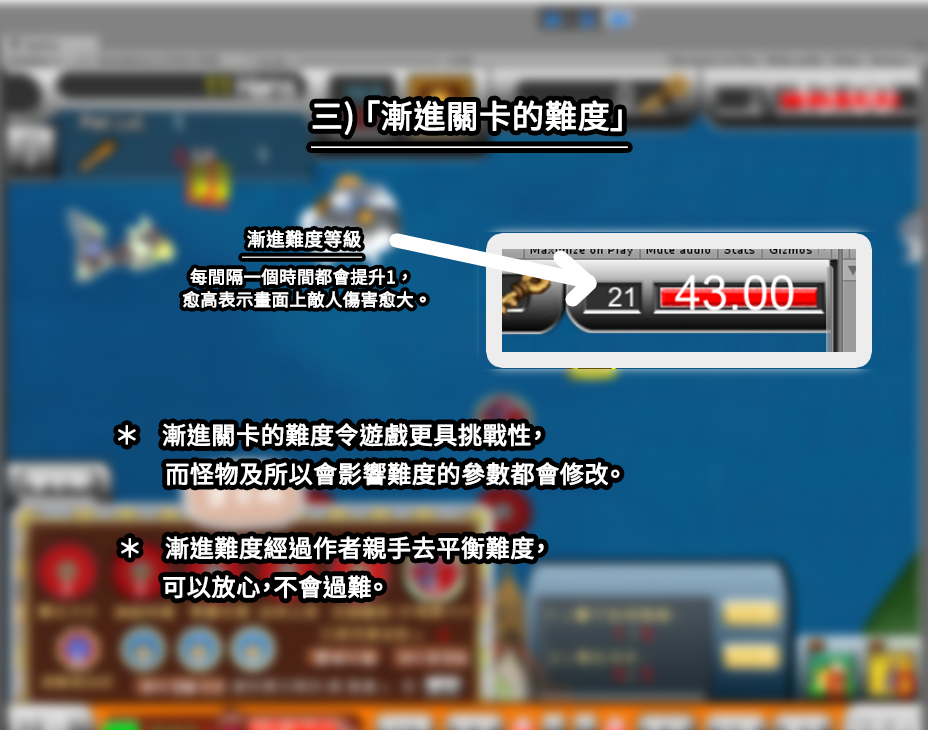 三)「漸進關卡的難度」
漸進難度等級
每間隔一個時間都會提升1，
愈高表示畫面上敵人傷害愈大。
Maximize on Play Mute audio Stats Gizmos
21
43.00
＊ 漸進關卡的難度令遊戲更具挑戰性，
而怪物及所以會影響難度的參數都會修改。
＊ 漸進難度經過作者親手去平衡難度，
可以放心，不會過難。